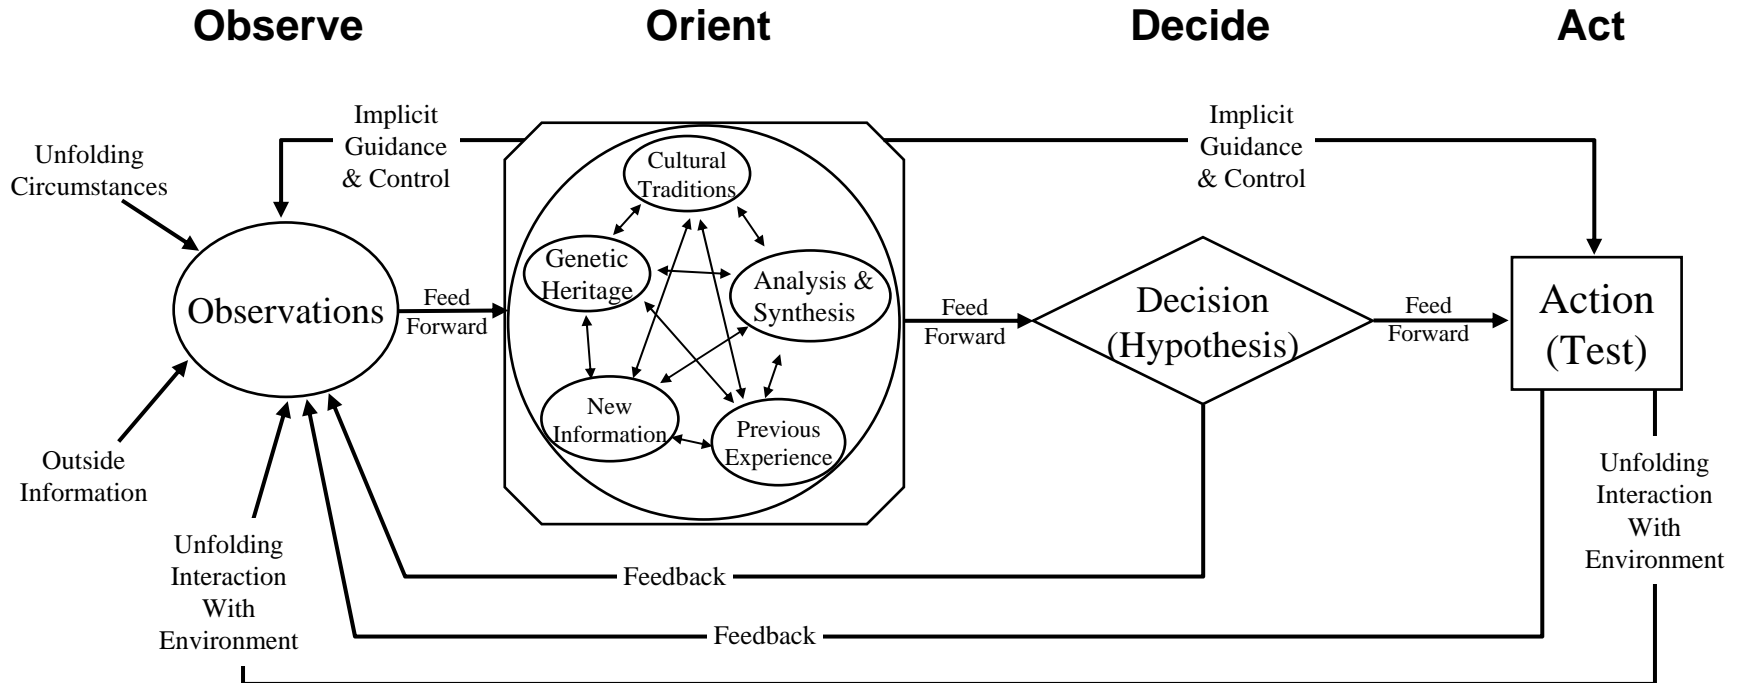 Observe
Orient
Decide
Act
Implicit
Guidance
& Control
Implicit
Guidance
& Control
Unfolding
Circumstances
Cultural
Traditions
Genetic
Heritage
Analysis &
Synthesis
Observations
Feed
Forward
Feed
Forward
Decision
(Hypothesis)
Feed
Forward
Action
(Test)
New
Information
Previous
Experience
Outside
Information
Unfolding
Interaction
With
Environment
Unfolding
Interaction
With
Environment
Feedback
Feedback